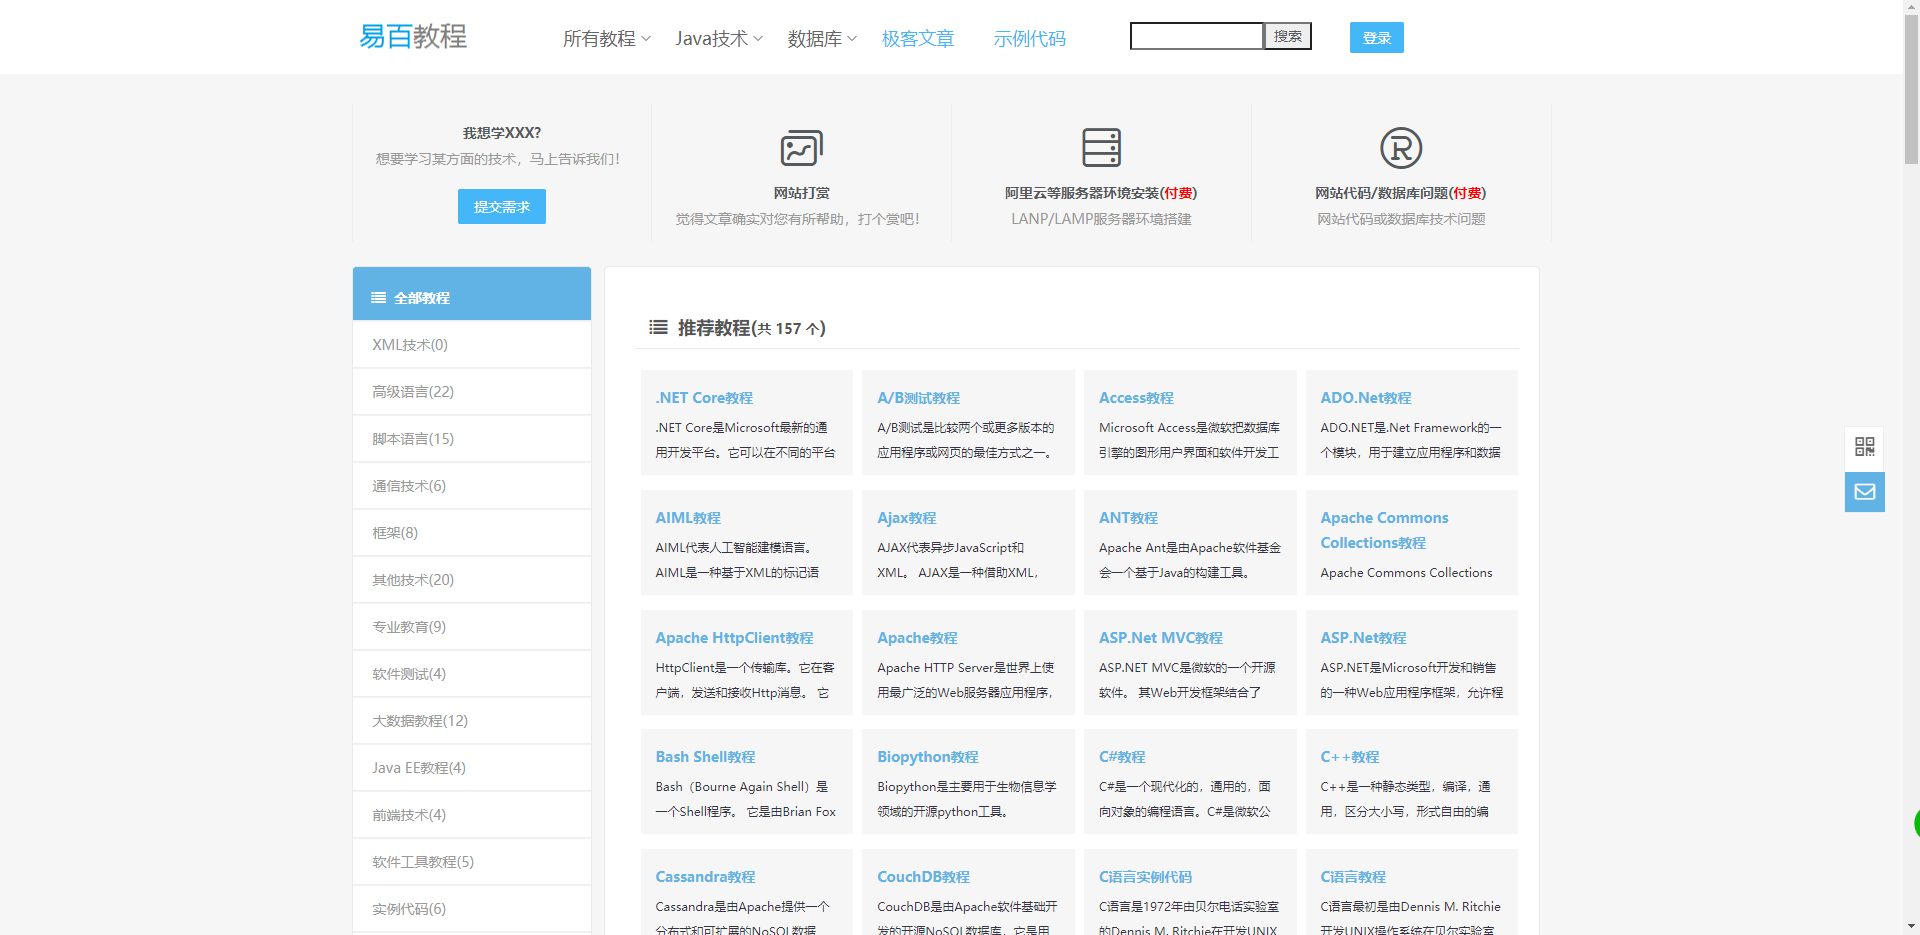 易百教程
所有教程 Java技术 数据库 极客文章 示例代码 搜索 登录
我想学XXX?
想要学习某方面的技术，马上告诉我们！
提交需求
网站打赏
觉得文章确实对您有所帮助，打个赏吧！
阿里云等服务器环境安装(付费)
LANP/LAMP服务器环境搭建
网站代码/数据库问题(付费)
网站代码或数据库技术问题
全部教程
XML技术(0)
高级语言(22)
脚本语言(15)
通信技术(6)
框架(8)
其他技术(20)
专业教育(9)
软件测试(4)
大数据教程(12)
Java EE教程(4)
前端技术(4)
软件工具教程(5)
实例代码(6)
推荐教程(共 157 个)
.NET Core教程
.NET Core是Microsoft最新的通
用开发平台。它可以在不同的平台
A/B测试教程
A/B测试是比较两个或更多版本的
应用程序或网页的最佳方式之一。
Access教程
Microsoft Access是微软把数据库
引擎的图形用户界面和软件开发工
ADO.Net教程
ADO.NET是.Net Framework的一
个模块，用于建立应用程序和数据
AIML教程
AIML代表人工智能建模语言。
AIML是一种基于XML的标记语
Ajax教程
AJAX代表异步JavaScript和
XML。 AJAX是一种借助XML，
ANT教程
Apache Ant是由Apache软件基金
会一个基于Java的构建工具。
Apache Commons
Collections教程
Apache Commons Collections
Apache HttpClient教程
HttpClient是一个传输库。它在客
户端，发送和接收Http消息。 它
Apache教程
Apache HTTP Server是世界上使
用最广泛的Web服务器应用程序，
ASP.Net MVC教程
ASP.NET MVC是微软的一个开源
软件。 其Web开发框架结合了
ASP.Net教程
ASP.NET是Microsoft开发和销售
的一种Web应用程序框架，允许程
Bash Shell教程
Bash（Bourne Again Shell）是
一个Shell程序。 它是由Brian Fox
Biopython教程
Biopython是主要用于生物信息学
领域的开源python工具。
C#教程
C#是一个现代化的，通用的，面
向对象的编程语言。C#是微软公
C++教程
C++是一种静态类型，编译，通
用，区分大小写，形式自由的编
Cassandra教程
Cassandra是由Apache提供一个
分布式和可扩展的NoSQL数据
CouchDB教程
CouchDB是由Apache软件基础开
发的开源NoSQL数据库，它是用
C语言实例代码
C语言是1972年由贝尔电话实验室
的Dennis M. Ritchie在开发UNIX
C语言教程
C语言最初是由Dennis M. Ritchie
开发UNIX操作系统在贝尔实验室